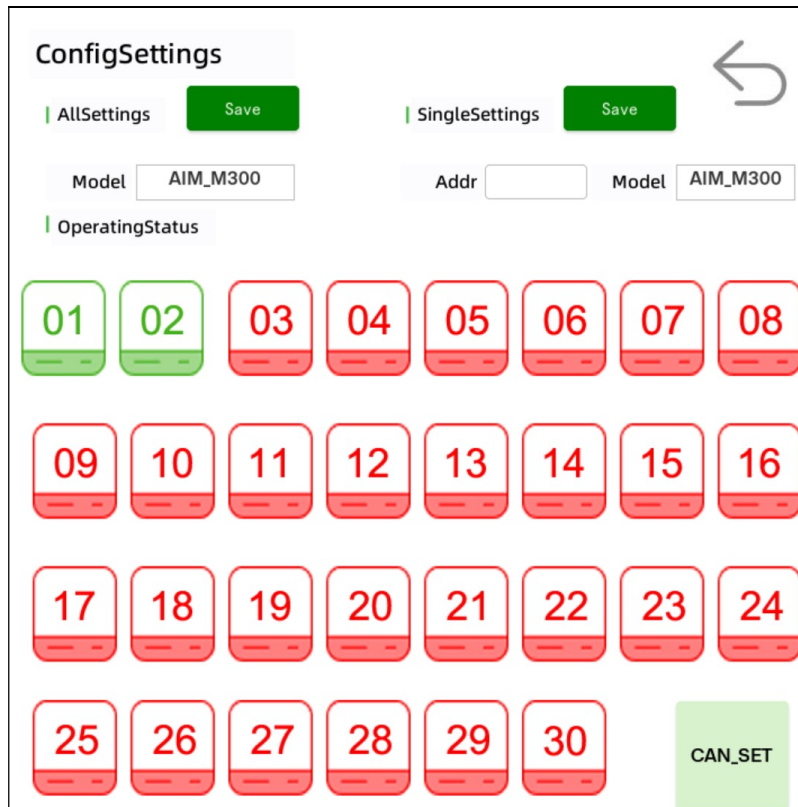 ConfigSettings
AllSettings Save SingleSettings Save
Model AIM_M300 Addr Model AIM_M300
OperatingStatus
01 02 03 04 05 06 07 08
09 10 11 12 13 14 15 16
17 18 19 20 21 22 23 24
25 26 27 28 29 30 CAN_SET